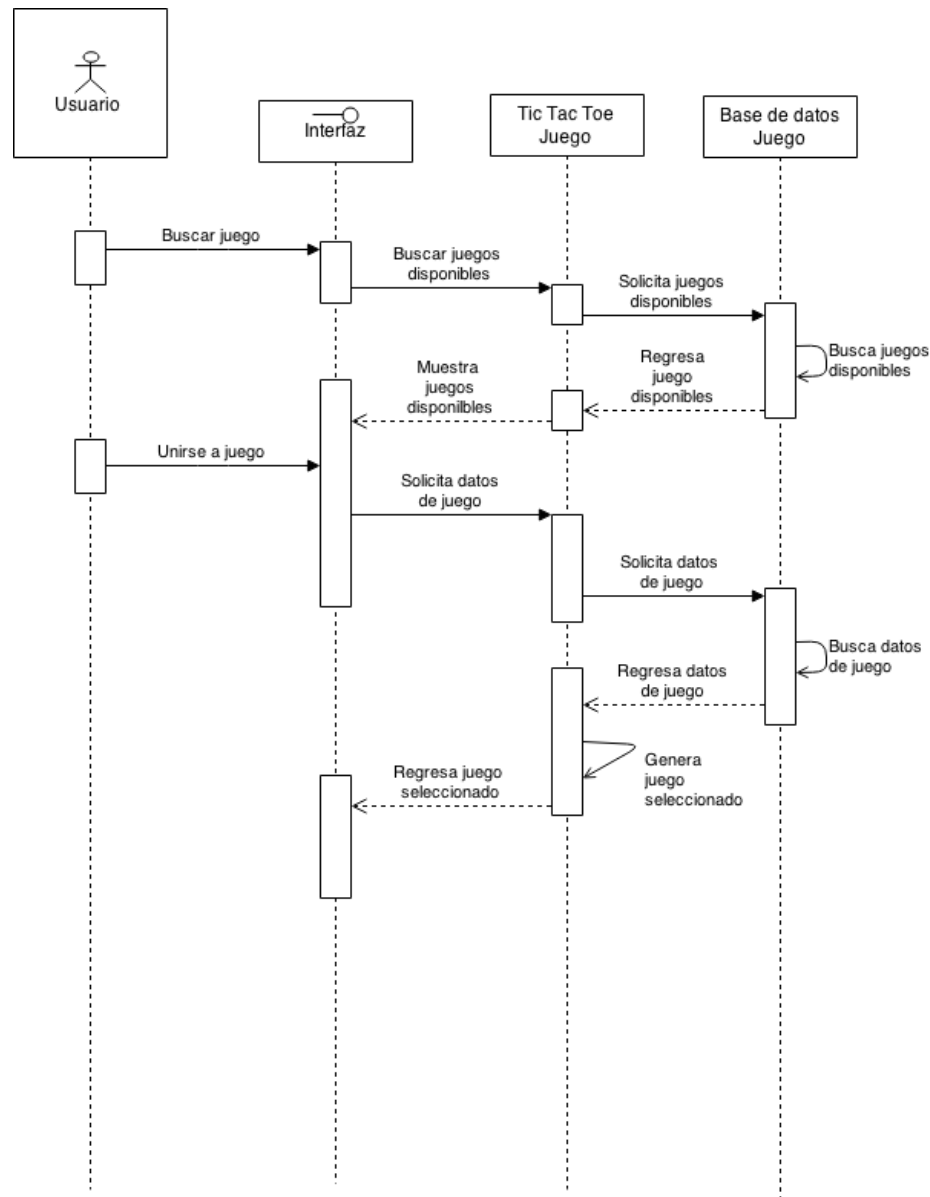 Usuario
Interfaz
Tic Tac Toe
Juego
Base de datos
Juego
Buscar juego
Buscar juegos
disponibles
Solicita juegos
disponibles
Busca juegos
disponibles
Regresa
juego
disponibles
Muestra
juegos
disponilbles
Unirse a juego
Solicita datos
de juego
Solicita datos
de juego
Busca datos
de juego
Regresa datos
de juego
Genera
juego
seleccionado
Regresa juego
seleccionado